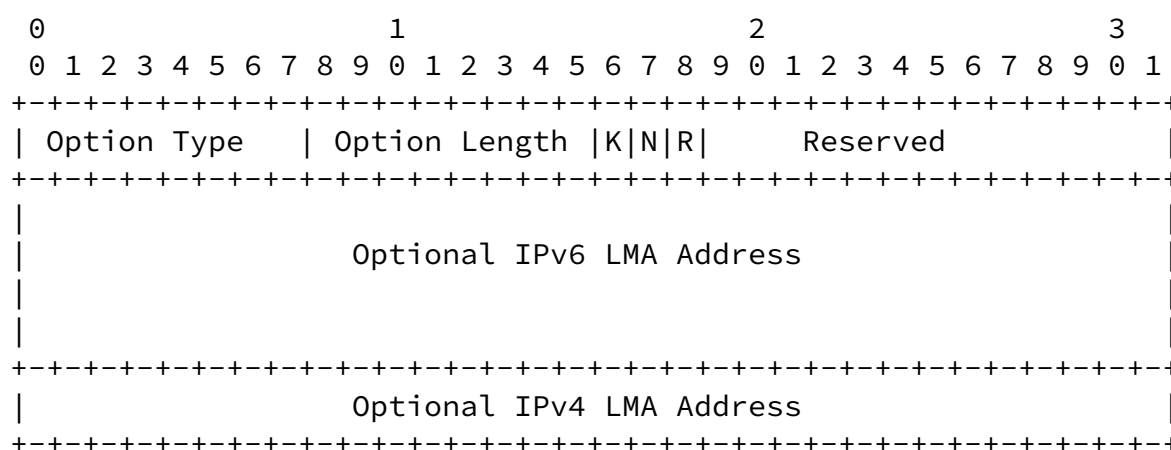 0                   1                   2                   3
 0 1 2 3 4 5 6 7 8 9 0 1 2 3 4 5 6 7 8 9 0 1 2 3 4 5 6 7 8 9 0 1
+-+-+-+-+-+-+-+-+-+-+-+-+-+-+-+-+-+-+-+-+-+-+-+-+-+-+-+-+-+-+-+-+
| Option Type   | Option Length |K|N|R|     Reserved            |
+-+-+-+-+-+-+-+-+-+-+-+-+-+-+-+-+-+-+-+-+-+-+-+-+-+-+-+-+-+-+-+-+
|                                                               |
|                  Optional IPv6 LMA Address                    |
|                                                               |
|                                                               |
+-+-+-+-+-+-+-+-+-+-+-+-+-+-+-+-+-+-+-+-+-+-+-+-+-+-+-+-+-+-+-+-+
|                  Optional IPv4 LMA Address                    |
+-+-+-+-+-+-+-+-+-+-+-+-+-+-+-+-+-+-+-+-+-+-+-+-+-+-+-+-+-+-+-+-+